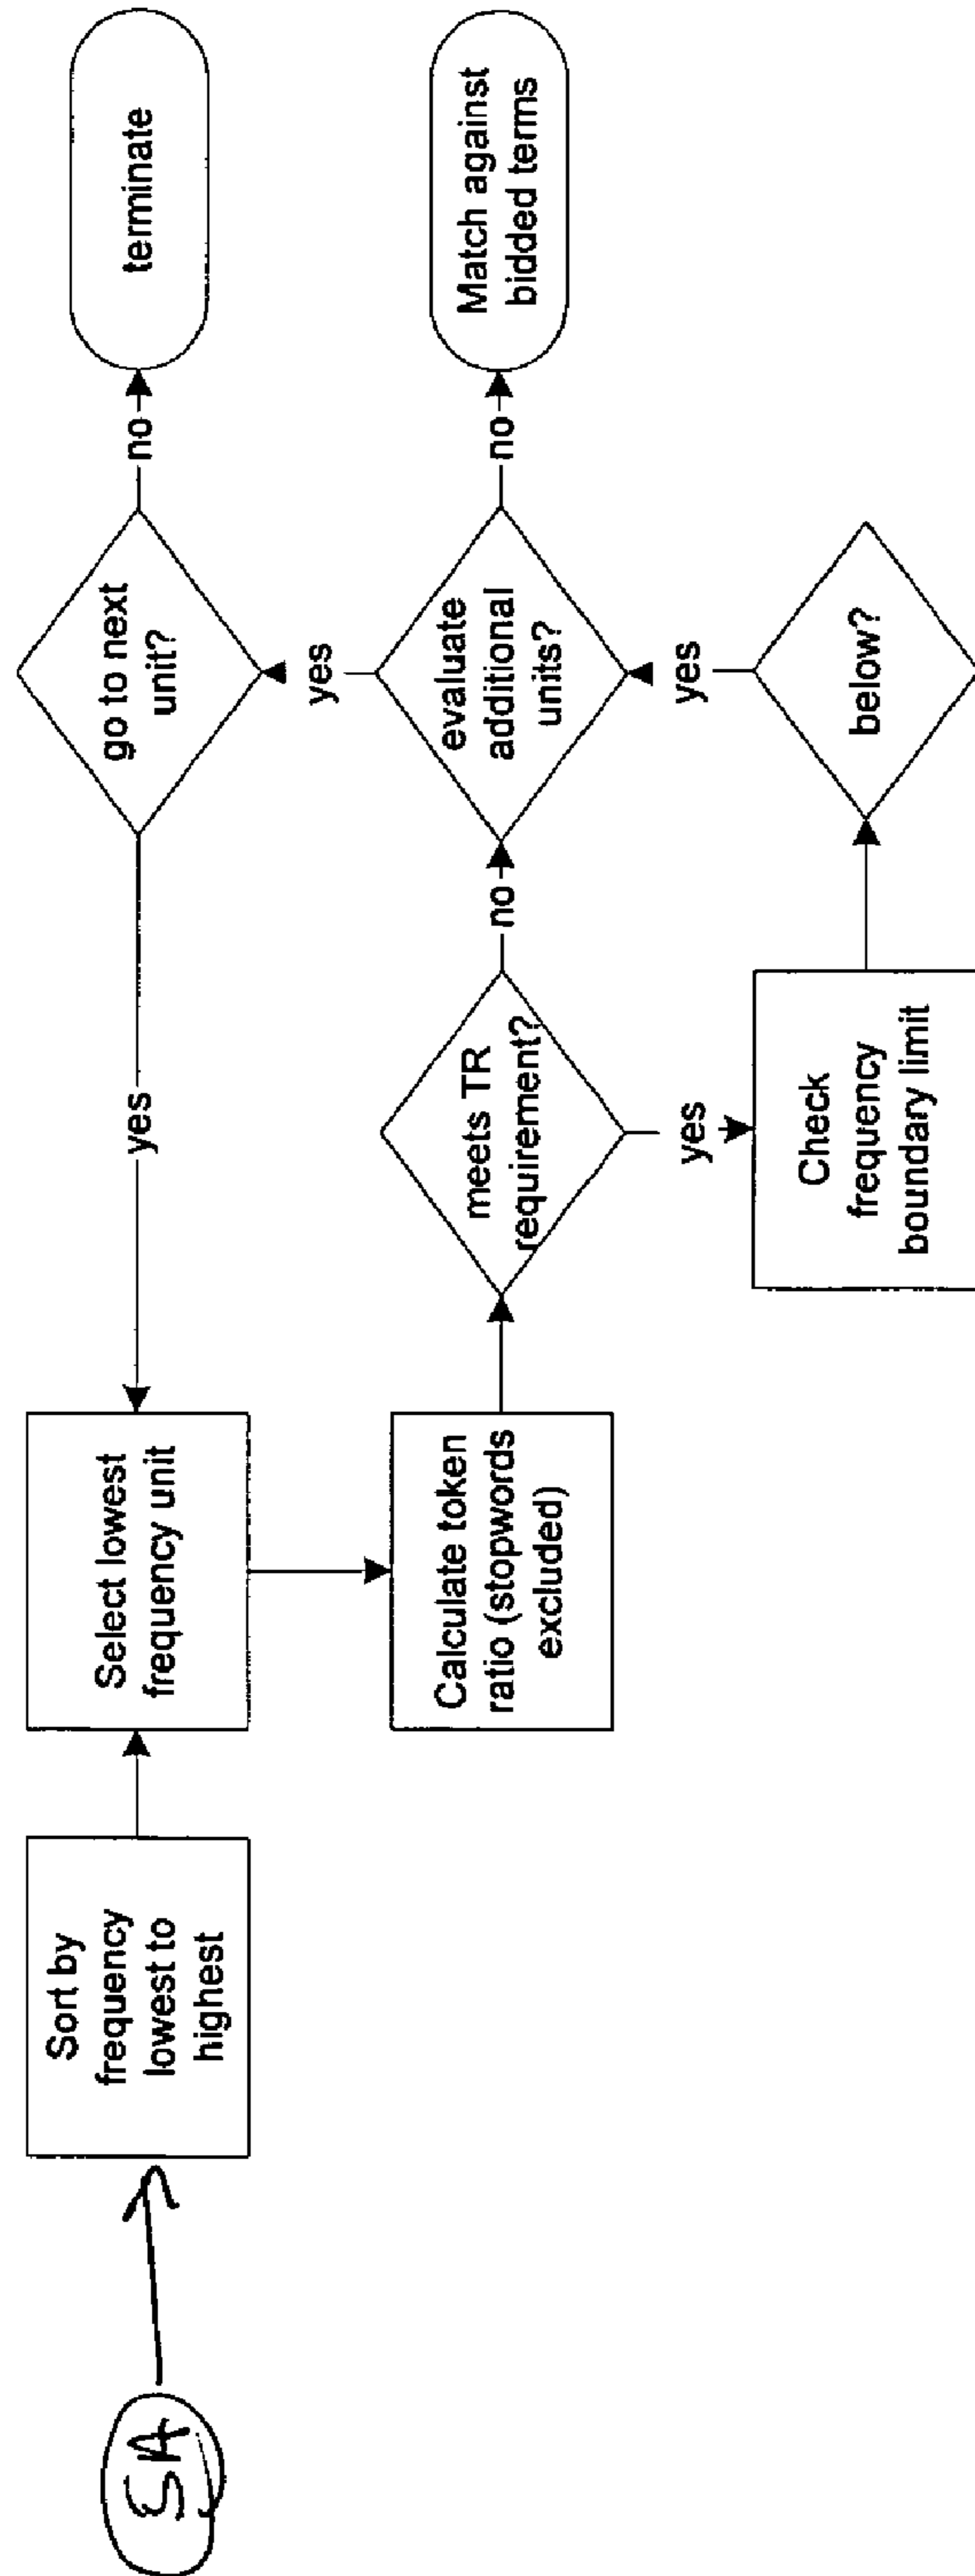 SA
Sort by
frequency
lowest to
highest
Select lowest
frequency unit
yes
go to next
unit?
no
terminate
Calculate token
ratio (stopwords
excluded)
meets TR
requirement?
no
evaluate
additional
units?
yes
no
Match against
bidded terms
yes
Check
frequency
boundary limit
below?
yes